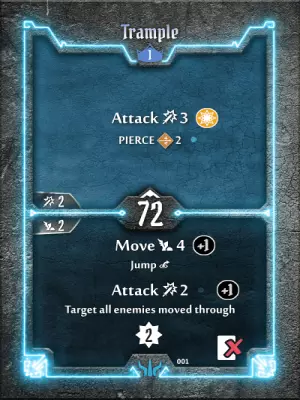 Trample
1
Attack 3
PIERCE 2
2
72
2
Move 4 +1
Jump
Attack 2 +1
Target all enemies moved through
2
001